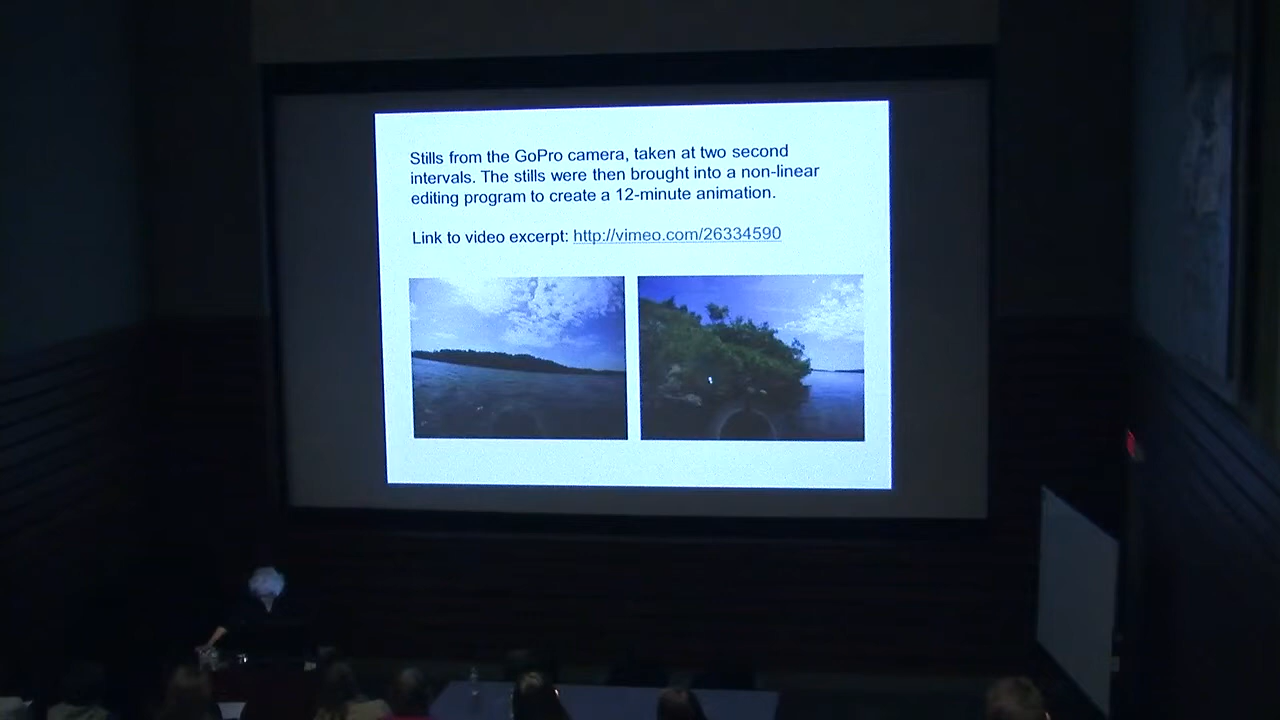 Stills from the GoPro camera, taken at two second
intervals. The stills were then brought into a non-linear
editing program to create a 12-minute animation.
Link to video excerpt: http://vimeo.com/26334590